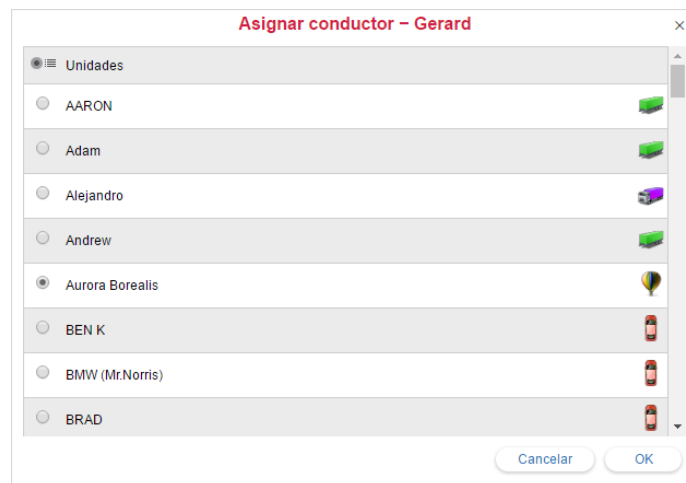 Asignar conductor – Gerard
Unidades
AARON
Adam
Alejandro
Andrew
Aurora Borealis
BEN K
BMW (Mr.Norris)
BRAD
Cancelar
OK